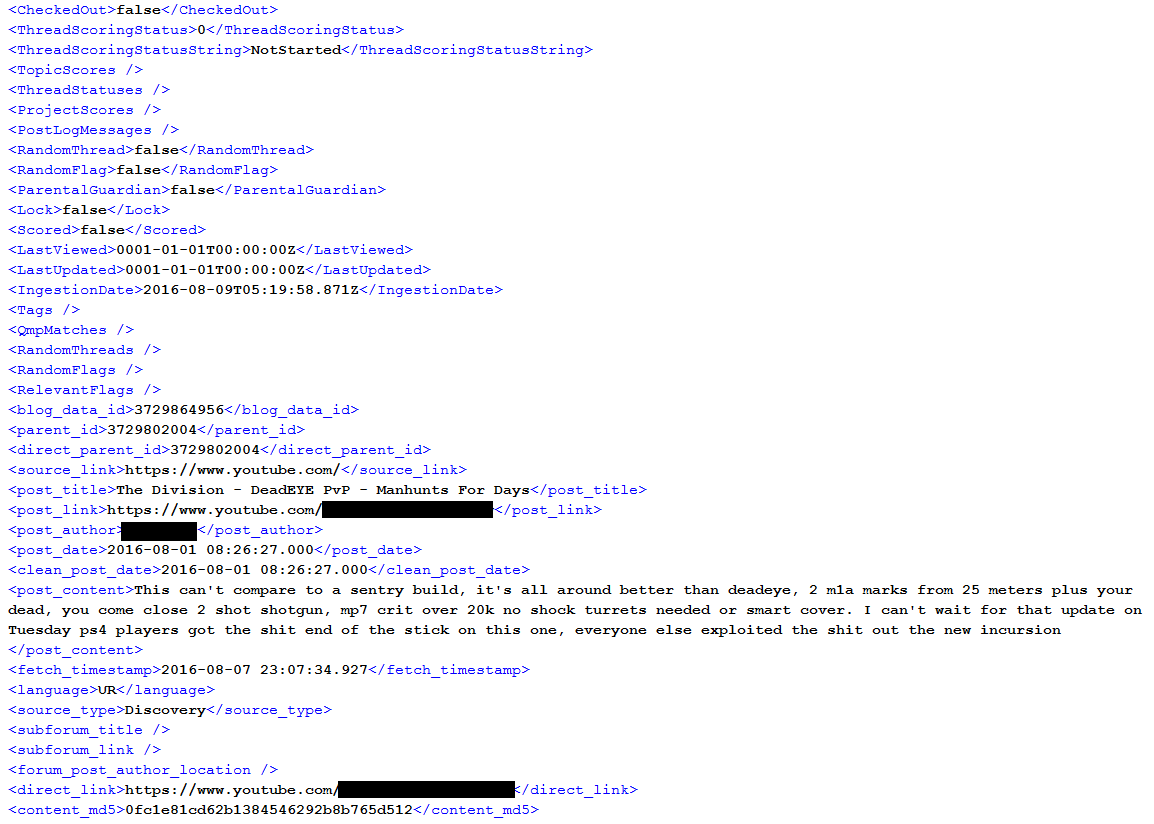 <CheckedOut>false</CheckedOut>
<ThreadScoringStatus>0</ThreadScoringStatus>
<ThreadScoringStatusString>NotStarted</ThreadScoringStatusString>
<TopicScores />
<ThreadStatuses />
<ProjectScores />
<PostLogMessages />
<RandomThread>false</RandomThread>
<RandomFlag>false</RandomFlag>
<ParentalGuardian>false</ParentalGuardian>
<Lock>false</Lock>
<Scored>false</Scored>
<LastViewed>0001-01-01T00:00:00Z</LastViewed>
<LastUpdated>0001-01-01T00:00:00Z</LastUpdated>
<IngestionDate>2016-08-09T05:19:58.871Z</IngestionDate>
<Tags />
<QmpMatches />
<RandomThreads />
<RandomFlags />
<RelevantFlags />
<blog_data_id>3729864956</blog_data_id>
<parent_id>3729802004</parent_id>
<direct_parent_id>3729802004</direct_parent_id>
<source_link>https://www.youtube.com/</source_link>
<post_title>The Division - DeadEYE PvP - Manhunts For Days</post_title>
<post_link>https://www.youtube.com/</post_link>
<post_author></post_author>
<post_date>2016-08-01 08:26:27.000</post_date>
<clean_post_date>2016-08-01 08:26:27.000</clean_post_date>
<post_content>This can't compare to a sentry build, it's all around better than deadeye, 2 m1a marks from 25 meters plus your
dead, you come close 2 shot shotgun, mp7 crit over 20k no shock turrets needed or smart cover. I can't wait for that update on
Tuesday ps4 players got the shit end of the stick on this one, everyone else exploited the shit out the new incursion
</post_content>
<fetch_timestamp>2016-08-07 23:07:34.927</fetch_timestamp>
<language>UR</language>
<source_type>Discovery</source_type>
<subforum_title />
<subforum_link />
<forum_post_author_location />
<direct_link>https://www.youtube.com/</direct_link>
<content_md5>0fc1e81cd62b1384546292b8b765d512</content_md5>